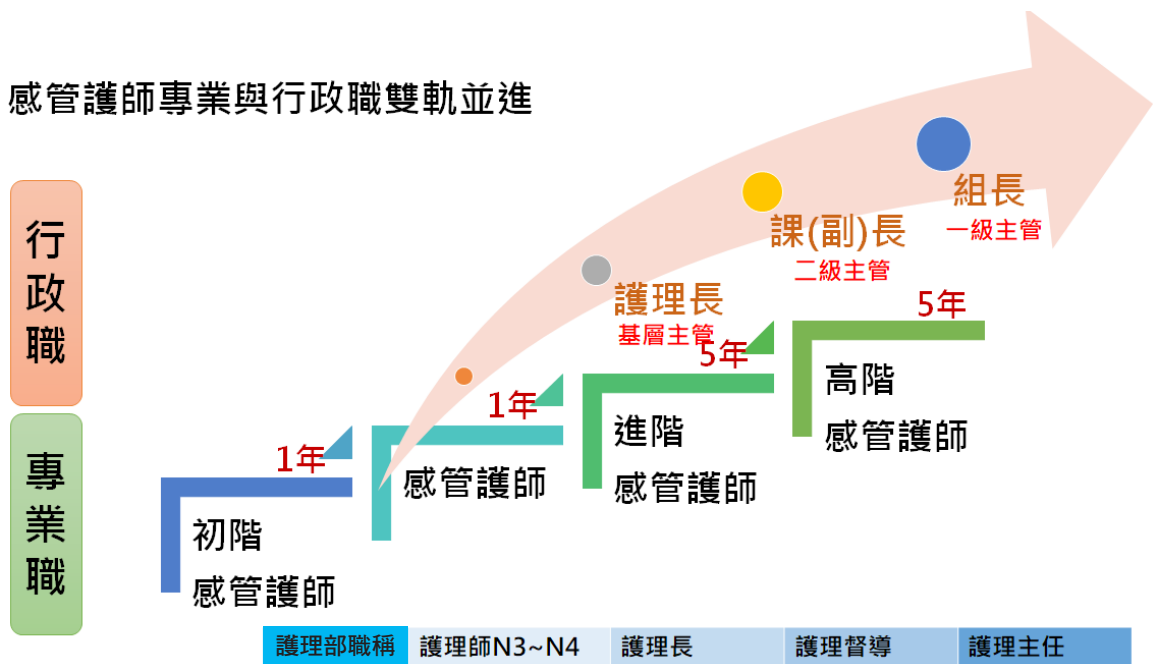 感管護師專業與行政職雙軌並進
行政職
專業職
組長
一級主管
課(副)長
二級主管
護理長
基層主管
5年
高階
感管護師
5年
進階
感管護師
1年
感管護師
1年
初階
感管護師
護理部職稱 護理師N3~N4 護理長 護理督導 護理主任